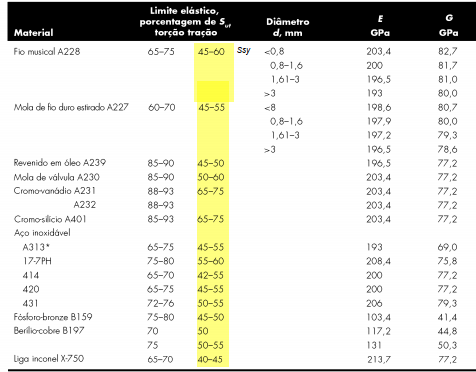 Limite elástico,
porcentagem de Sut Diâmetro E G
Material torção tração d, mm GPa GPa
Fio musical A228 65–75 45–60 Ssy <0,8 203,4 82,7
0,8–1,6 200 81,7
1,61–3 196,5 81,0
>3 193 80,0
Mola de fio duro estirado A227 60–70 45–55 <8 198,6 80,7
0,8–1,6 197,9 80,0
1,61–3 197,2 79,3
>3 196,5 78,6
Revenido em óleo A239 85–90 45–50 196,5 77,2
Mola de válvula A230 85–90 50–60 203,4 77,2
Cromo-vanádio A231 88–93 65–75 203,4 77,2
A232 88–93 203,4 77,2
Cromo-silício A401 85–93 65–75 203,4 77,2
Aço inoxidável
A313* 65–75 45–55 193 69,0
17-7PH 75–80 55–60 208,4 75,8
414 65–70 42–55 200 77,2
420 65–75 45–55 200 77,2
431 72–76 50–55 206 79,3
Fósforo-bronze B159 75–80 45–50 103,4 41,4
Berílio-cobre B197 70 50 117,2 44,8
75 50–55 131 50,3
Liga inconel X-750 65–70 40–45 213,7 77,2